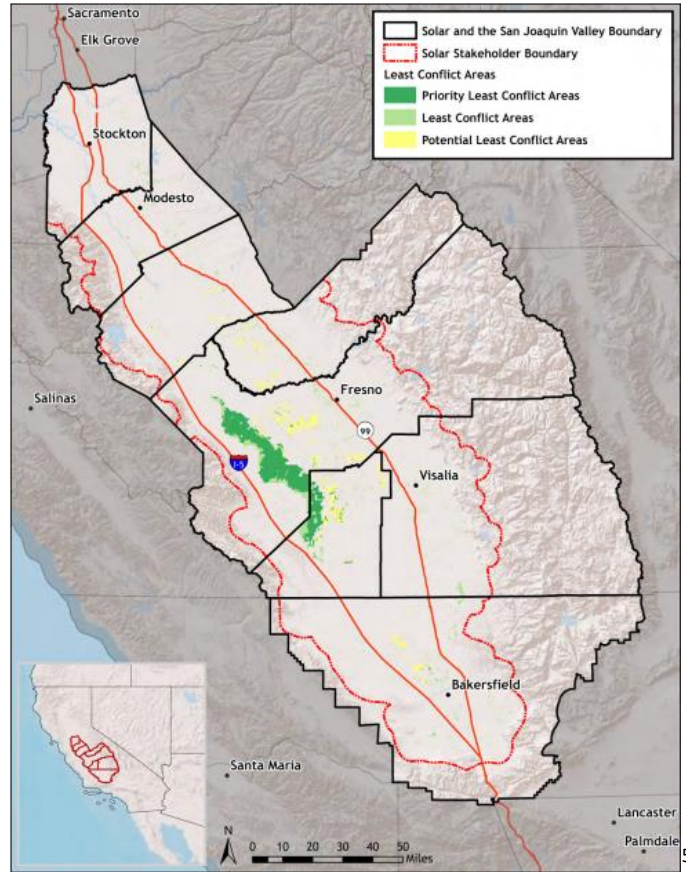 Sacramento
Elk Grove
Solar and the San Joaquin Valley Boundary
Solar Stakeholder Boundary
Least Conflict Areas
Priority Least Conflict Areas
Least Conflict Areas
Potential Least Conflict Areas
Stockton
Modesto
Salinas
Fresno
99
I-5
Visalia
Bakersfield
Santa Maria
Lancaster
Palmdale
N
0 10 20 30 40 50
Miles
5